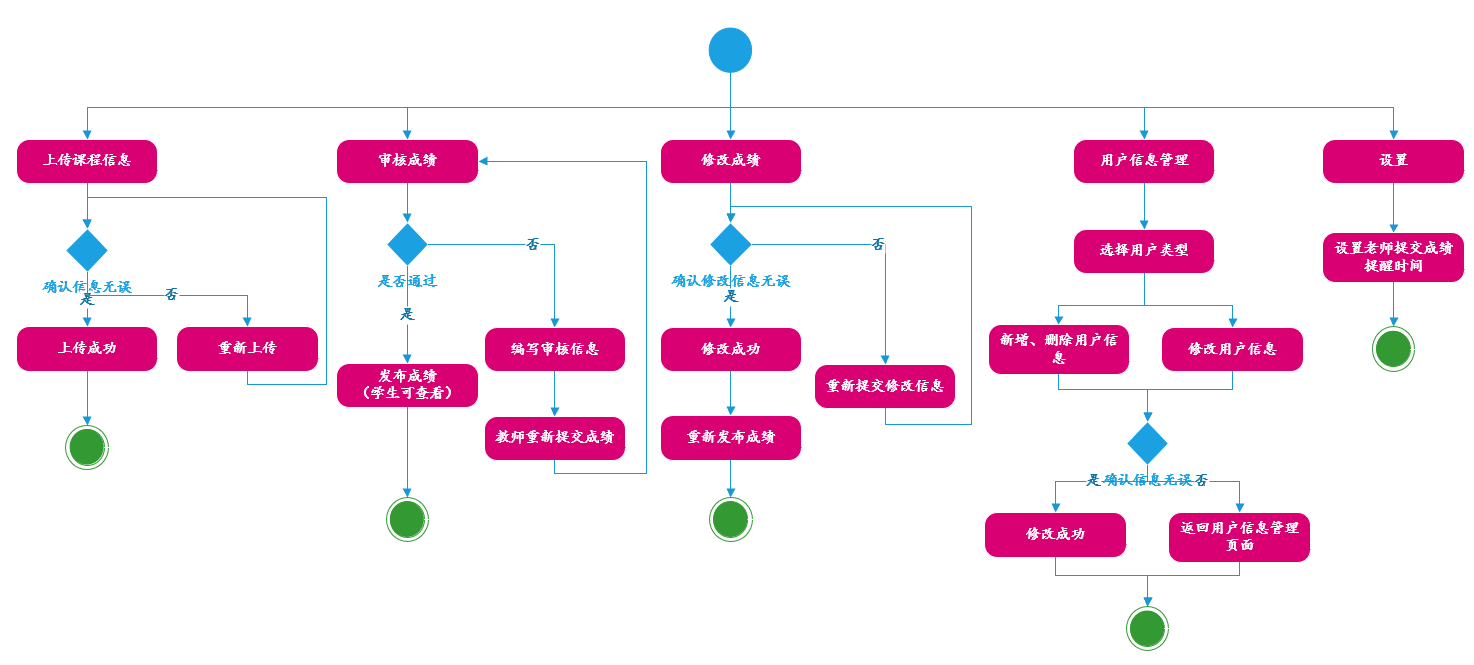 上传课程信息
审核成绩
修改成绩
用户信息管理
设置
确认信息无误
是
否
上传成功
重新上传
是否通过
否
是
编写审核信息
发布成绩
（学生可查看）
教师重新提交成绩
确认修改信息无误
否
是
修改成功
重新提交修改信息
重新发布成绩
选择用户类型
新增、删除用户信
息
修改用户信息
是
确认信息无误
否
修改成功
返回用户信息管理
页面
设置老师提交成绩
提醒时间